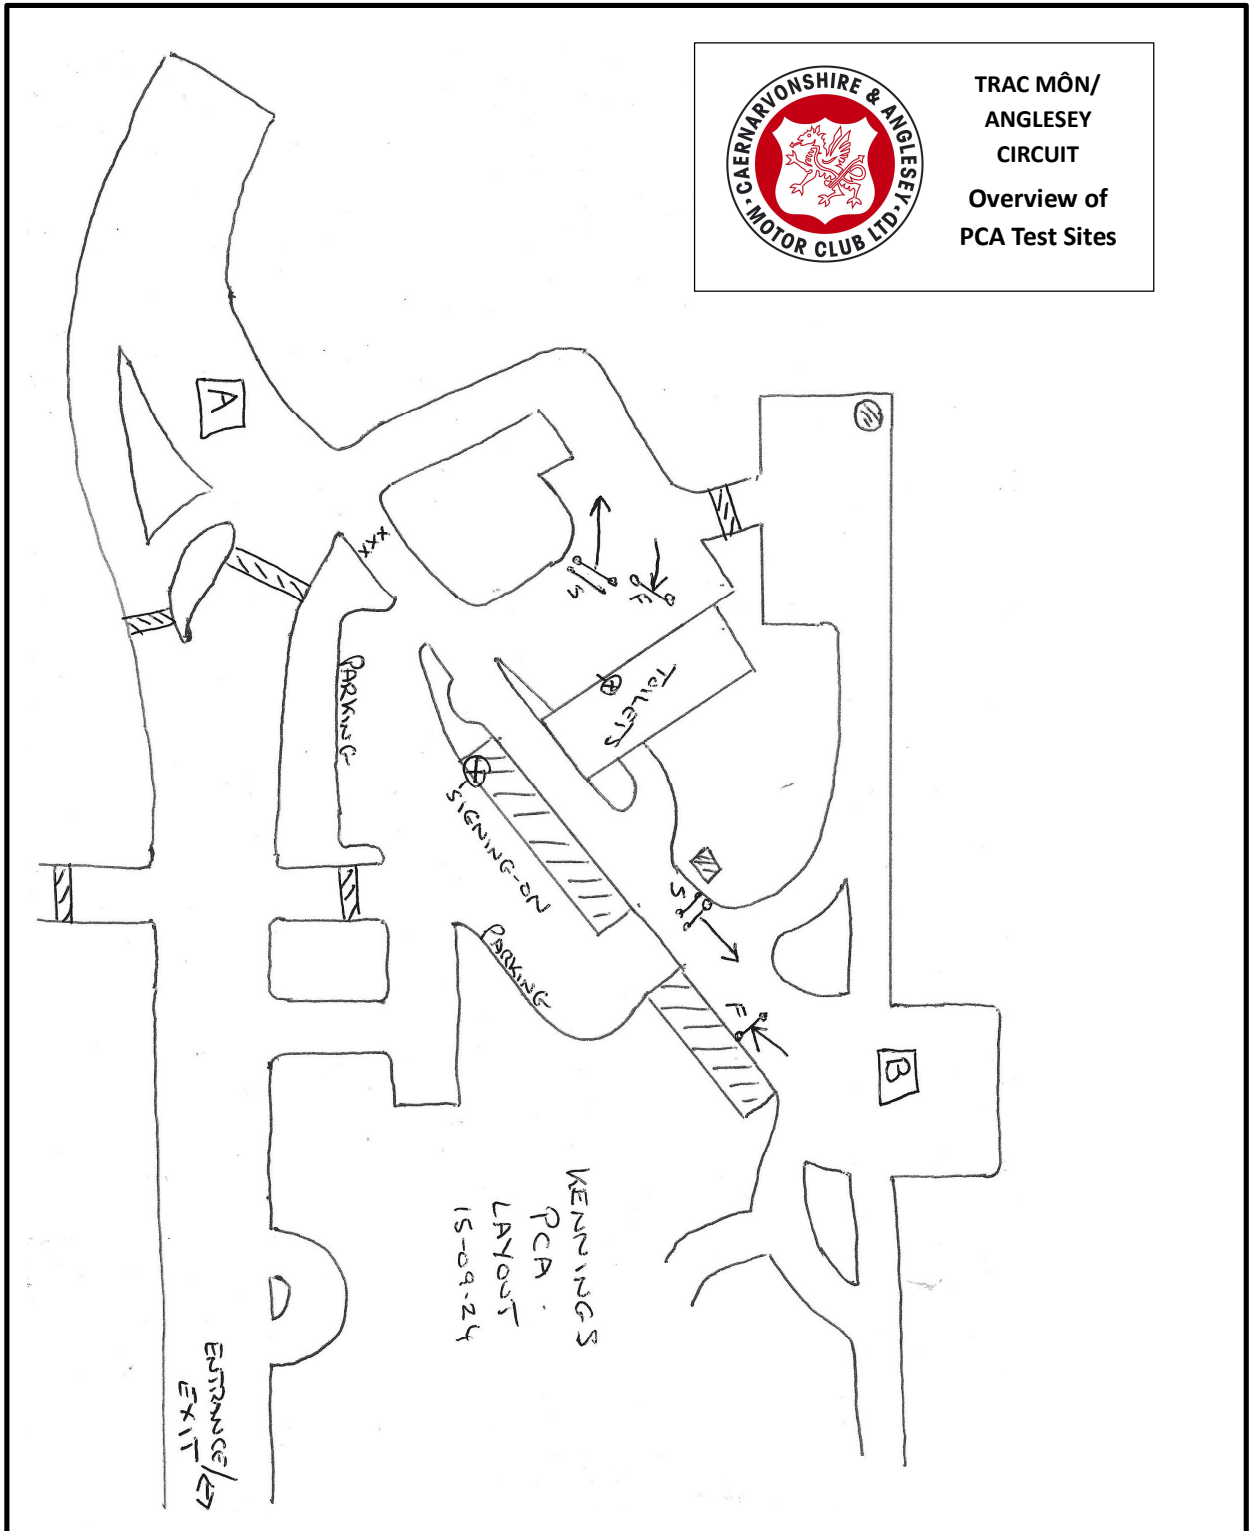 CAERNARVONSHIRE & ANGLESEY
MOTOR CLUB LTD
TRAC MÔN/
ANGLESEY
CIRCUIT
Overview of
PCA Test Sites
A
S
F
TOILETS
PARKING
SIGNING-ON
S
PARKING
F
B
KENNINGS
PCA.
LAYOUT
15-09-24
ENTRANCE/
EXIT